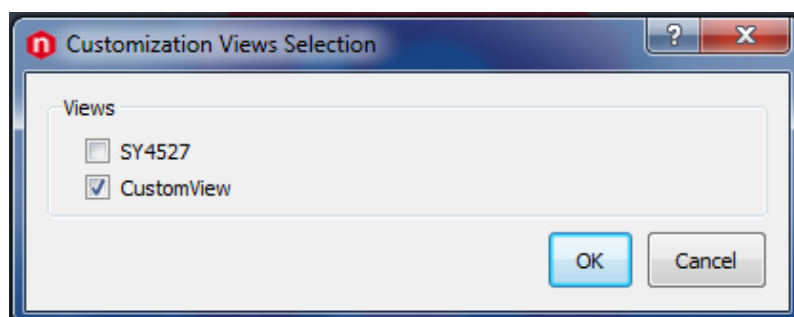 Customization Views Selection
Views
SY4527
CustomView
OK
Cancel